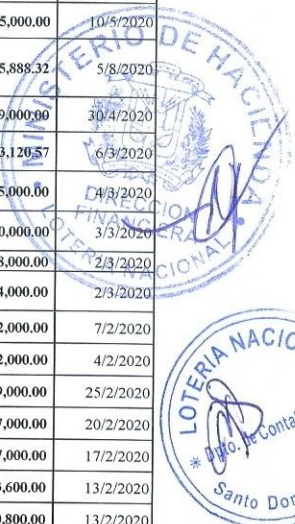 5,000.00 10/5/2020
5,888.32 5/8/2020
9,000.00 30/4/2020
3,120.57 6/3/2020
5,000.00 4/3/2020
0,000.00 3/3/2020
8,000.00 2/3/2020
4,000.00 2/3/2020
2,000.00 7/2/2020
2,000.00 4/2/2020
9,000.00 25/2/2020
7,000.00 20/2/2020
7,000.00 17/2/2020
3,600.00 13/2/2020
9,800.00 13/2/2020
MINISTERIO DE HACIENDA
DIRECCION
FINANCIERA
LOTERIA NACIONAL
LOTERIA NACIO
Dpto. de Conta
Santo Dom